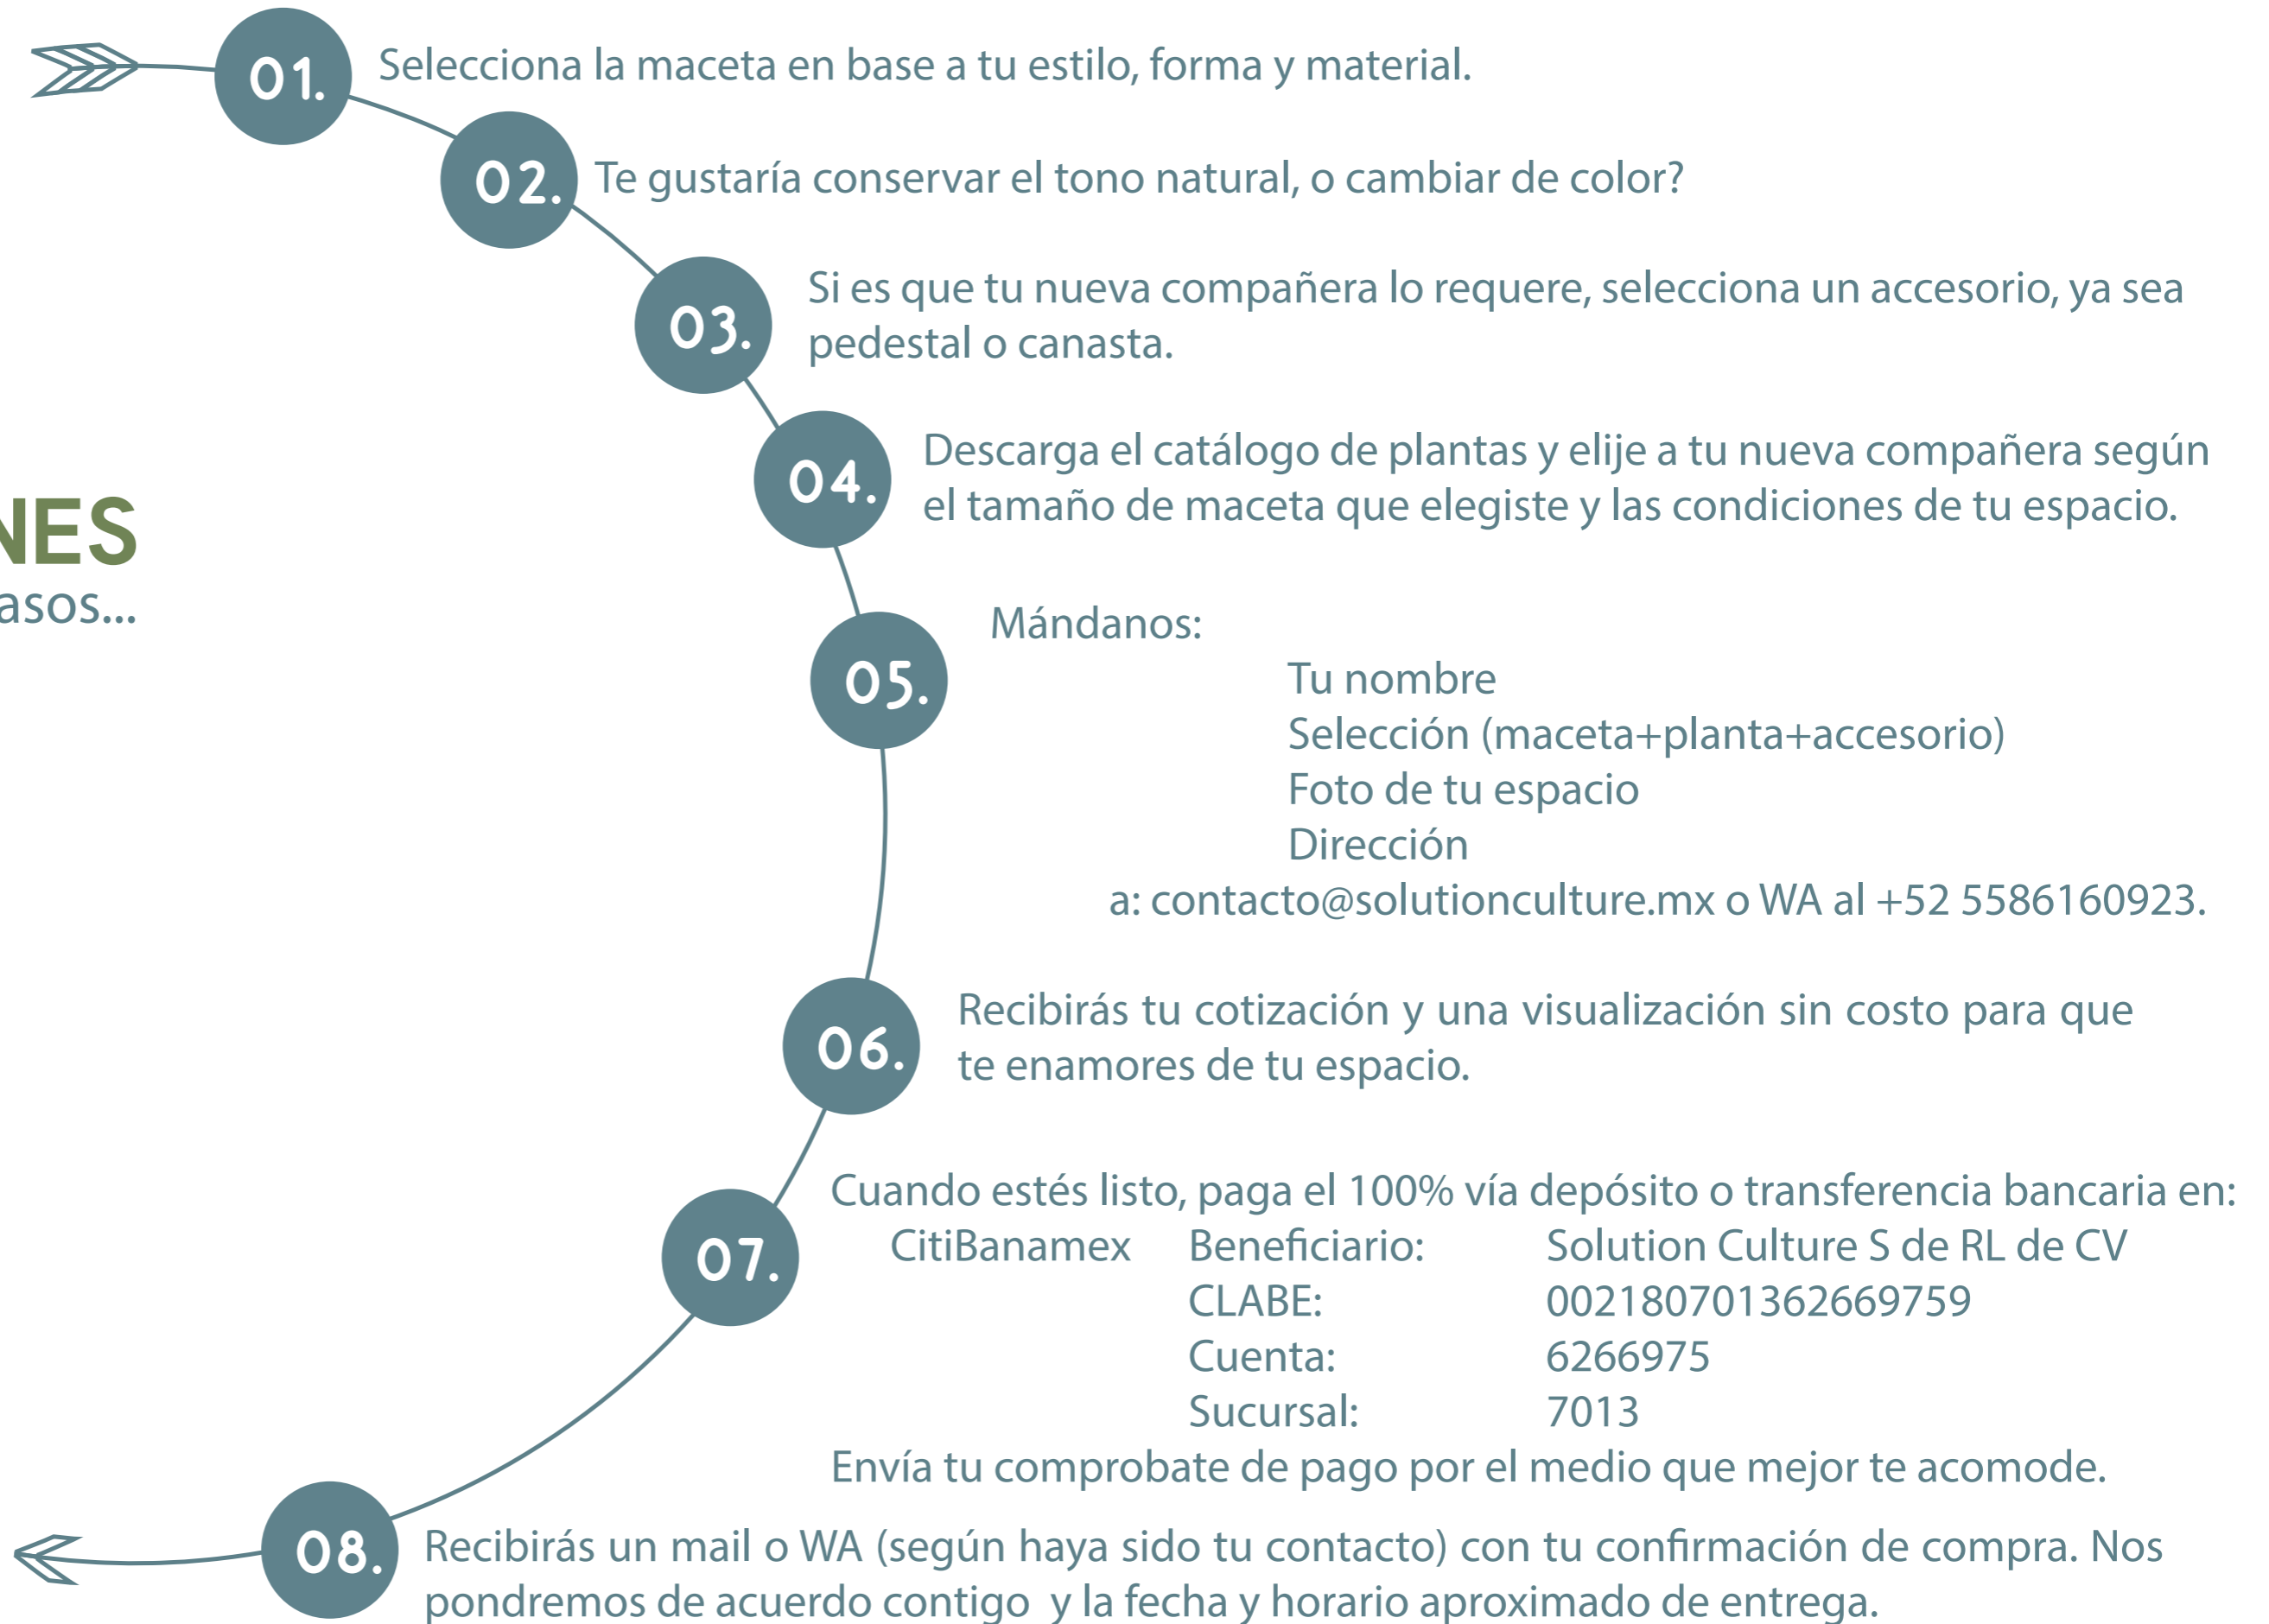 01. Selecciona la maceta en base a tu estilo, forma y material.
02. Te gustaría conservar el tono natural, o cambiar de color?
03. Si es que tu nueva compañera lo requere, selecciona un accesorio, ya sea
pedestal o canasta.
04. Descarga el catálogo de plantas y elije a tu nueva compañera según
el tamaño de maceta que elegiste y las condiciones de tu espacio.
NES
asos...
05. Mándanos:
Tu nombre
Selección (maceta+planta+accesorio)
Foto de tu espacio
Dirección
a: contacto@solutionculture.mx o WA al +52 5586160923.
06. Recibirás tu cotización y una visualización sin costo para que
te enamores de tu espacio.
07. Cuando estés listo, paga el 100% vía depósito o transferencia bancaria en:
CitiBanamex Beneficiario: Solution Culture S de RL de CV
CLABE: 002180701362669759
Cuenta: 6266975
Sucursal: 7013
Envía tu comprobate de pago por el medio que mejor te acomode.
08. Recibirás un mail o WA (según haya sido tu contacto) con tu confirmación de compra. Nos
pondremos de acuerdo contigo y la fecha y horario aproximado de entrega.